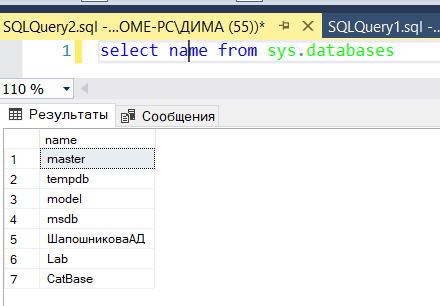 SQLQuery2.sql -...OME-PC\ДИМА (55))* SQLQuery1.sql -...
1 select name from sys.databases
110 %
Результаты Сообщения
name
1 master
2 tempdb
3 model
4 msdb
5 ШапошниковаАД
6 Lab
7 CatBase